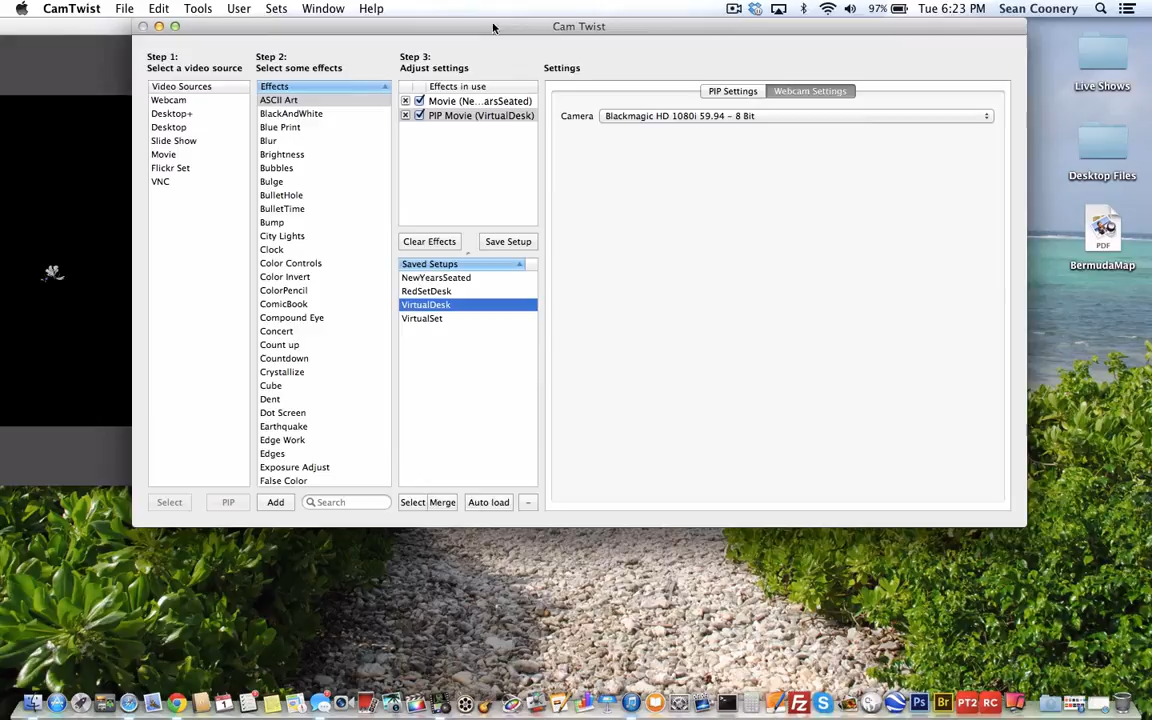 CamTwist File Edit Tools User Sets Window Help
97% Tue 6:23 PM Sean Coonery
Cam Twist
Step 1:
Select a video source
Step 2:
Select some effects
Step 3:
Adjust settings
Settings
Video Sources
Webcam
Desktop+
Desktop
Slide Show
Movie
Flickr Set
VNC
Select PIP
Effects
ASCII Art
BlackAndWhite
Blue Print
Blur
Brightness
Bubbles
Bulge
BulletHole
BulletTime
Bump
City Lights
Clock
Color Controls
Color Invert
ColorPencil
ComicBook
Compound Eye
Concert
Count up
Countdown
Crystallize
Cube
Dent
Dot Screen
Earthquake
Edge Work
Edges
Exposure Adjust
False Color
Add Search
Effects in use
Movie (Ne...arsSeated)
PIP Movie (VirtualDesk)
Clear Effects Save Setup
Saved Setups
NewYearsSeated
RedSetDesk
VirtualDesk
VirtualSet
Select Merge Auto load -
PIP Settings Webcam Settings
Camera Blackmagic HD 1080i 59.94 - 8 Bit
Live Shows
Desktop Files
PDF
BermudaMap
Ps Br PT2 RC